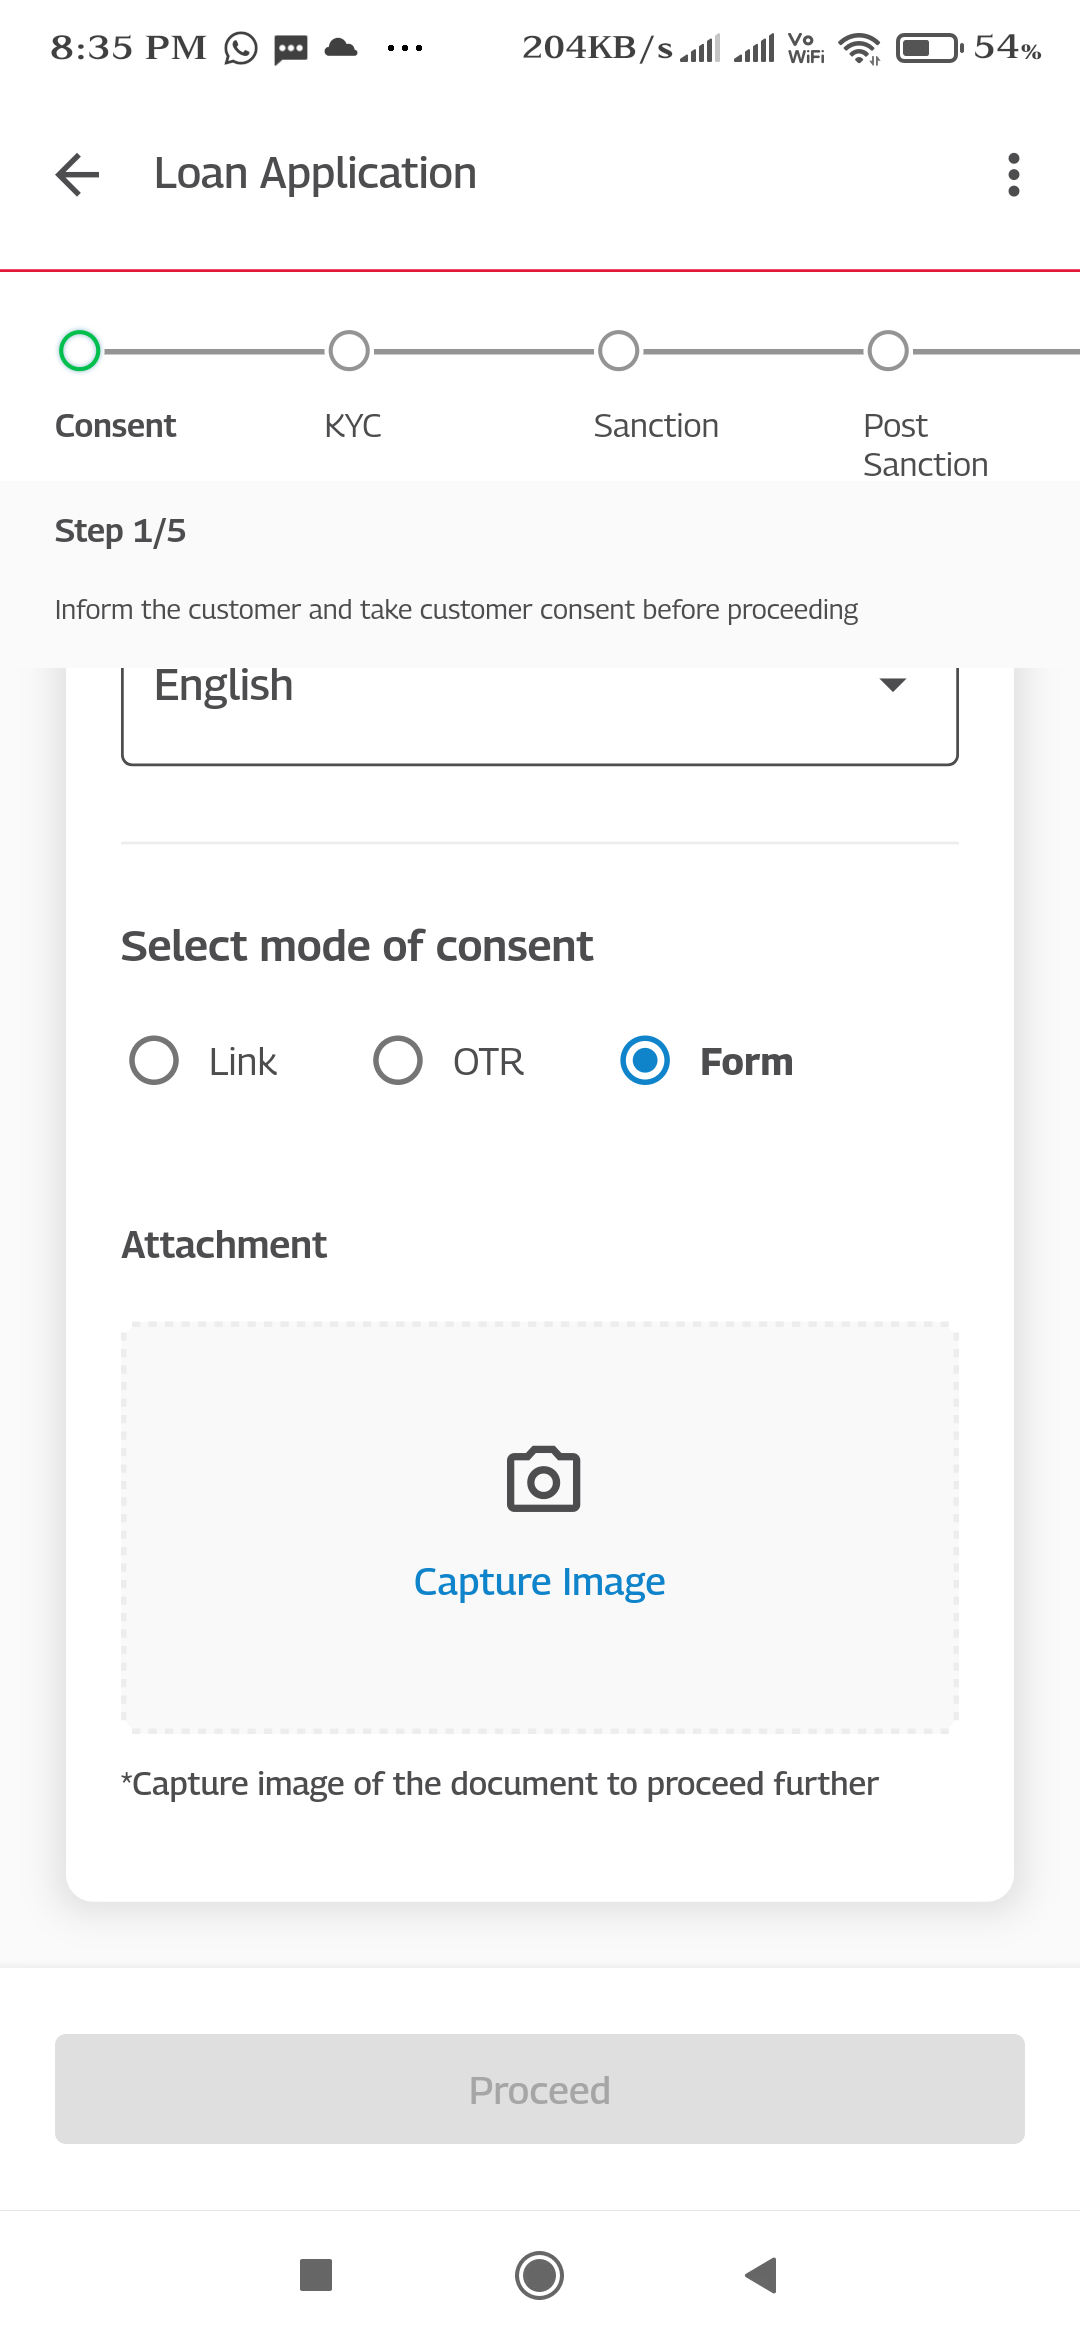 8:35 PM
204KB/s
Vo
WiFi
54%
Loan Application
Consent
KYC
Sanction
Post
Sanction
Step 1/5
Inform the customer and take customer consent before proceeding
English
Select mode of consent
Link
OTR
Form
Attachment
Capture Image
*Capture image of the document to proceed further
Proceed